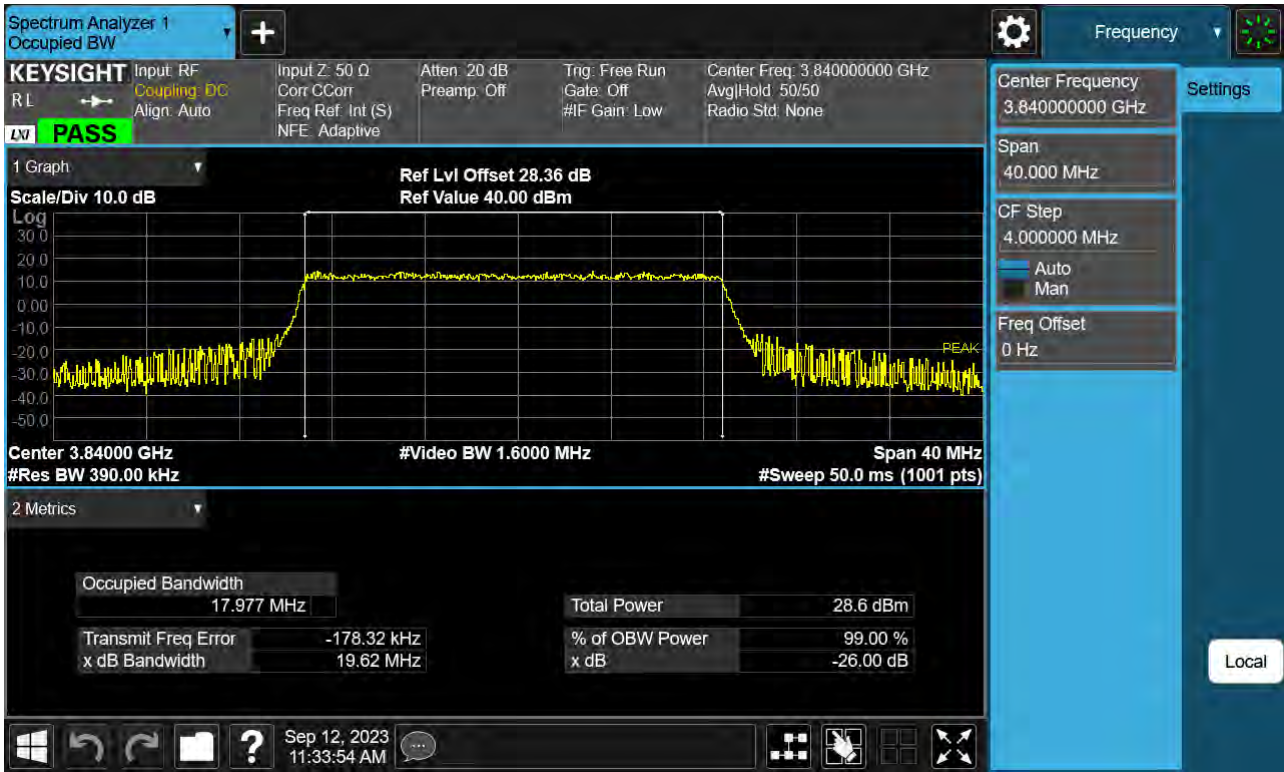 Spectrum Analyzer 1
Occupied BW
Frequency
KEYSIGHT
RL
LXI
PASS
Input: RF
Coupling: DC
Align: Auto
Input Z: 50 Ω
Corr CCorr
Freq Ref: Int (S)
NFE: Adaptive
Atten: 20 dB
Preamp: Off
Trig: Free Run
Gate: Off
#IF Gain: Low
Center Freq: 3.840000000 GHz
Avg|Hold: 50/50
Radio Std: None
Center Frequency
3.840000000 GHz
Settings
Span
40.000 MHz
CF Step
4.000000 MHz
Auto
Man
Freq Offset
0 Hz
Local
1 Graph
Ref Lvl Offset 28.36 dB
Scale/Div 10.0 dB
Ref Value 40.00 dBm
Log
30.0
20.0
10.0
0.00
-10.0
-20.0
-30.0
-40.0
-50.0
PEAK
Center 3.84000 GHz
#Video BW 1.6000 MHz
Span 40 MHz
#Res BW 390.00 kHz
#Sweep 50.0 ms (1001 pts)
2 Metrics
Occupied Bandwidth
17.977 MHz
Total Power 28.6 dBm
Transmit Freq Error -178.32 kHz
% of OBW Power 99.00 %
x dB Bandwidth 19.62 MHz
x dB -26.00 dB
?
Sep 12, 2023
11:33:54 AM